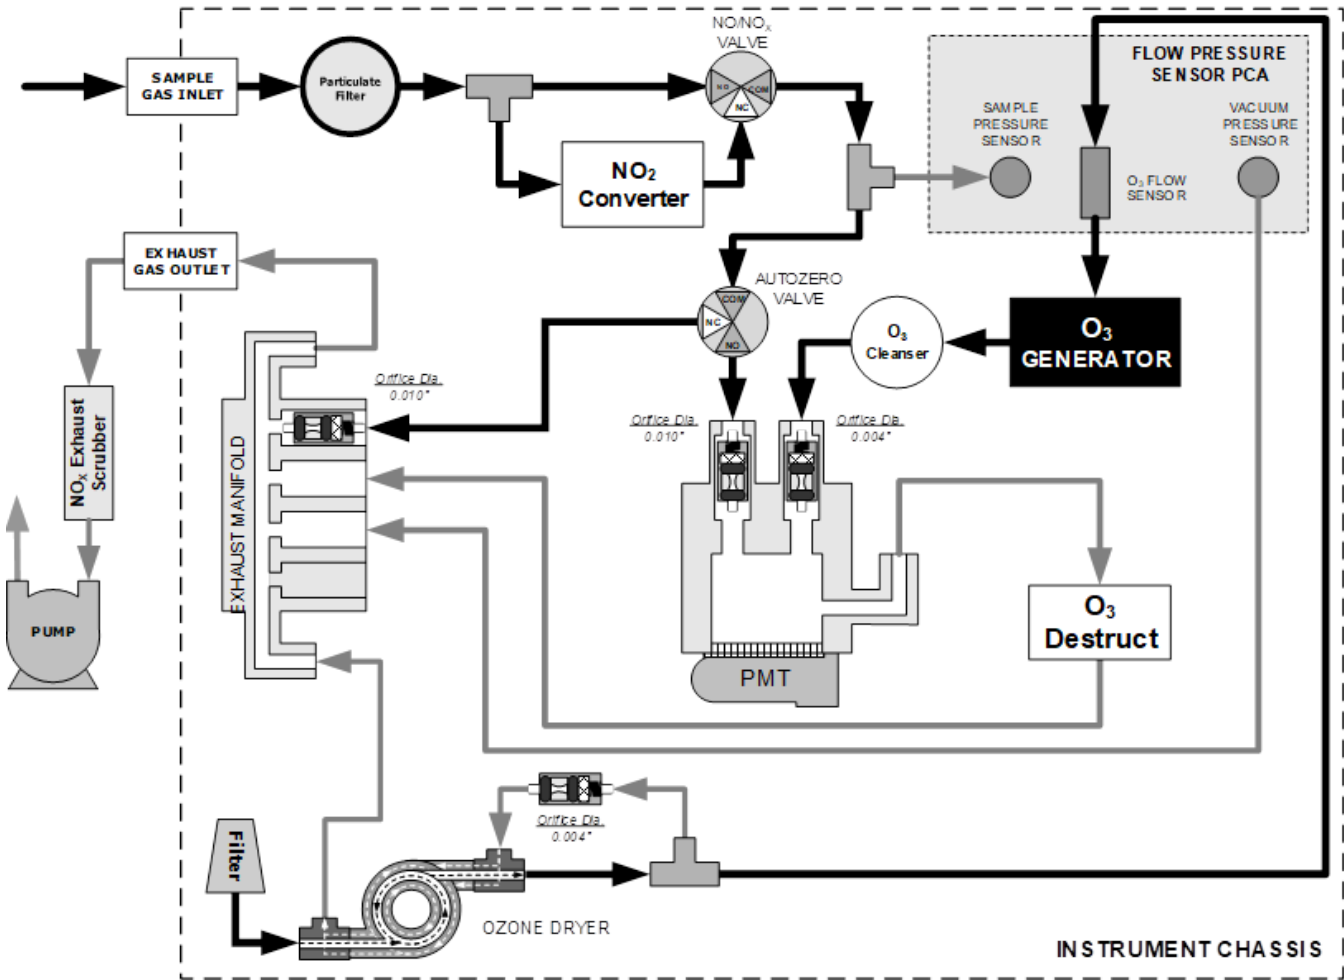 NO/NOX
VALVE
FLOW PRESSURE
SENSOR PCA
SAMPLE
GAS INLET
Particulate
Filter
NO
COM
NC
SAMPLE
PRESSURE
SENSOR
VACUUM
PRESSURE
SENSOR
NO2
Converter
O3 FLOW
SENSOR
EXHAUST
GAS OUTLET
AUTOZERO
VALVE
COM
NC
NO
O3
Cleanser
O3
GENERATOR
Orifice Dia.
0.010"
Orifice Dia.
0.010"
Orifice Dia.
0.004"
NOX Exhaust
Scrubber
EXHAUST MANIFOLD
PUMP
O3
Destruct
PMT
Orifice Dia.
0.004"
Filter
OZONE DRYER
INSTRUMENT CHASSIS